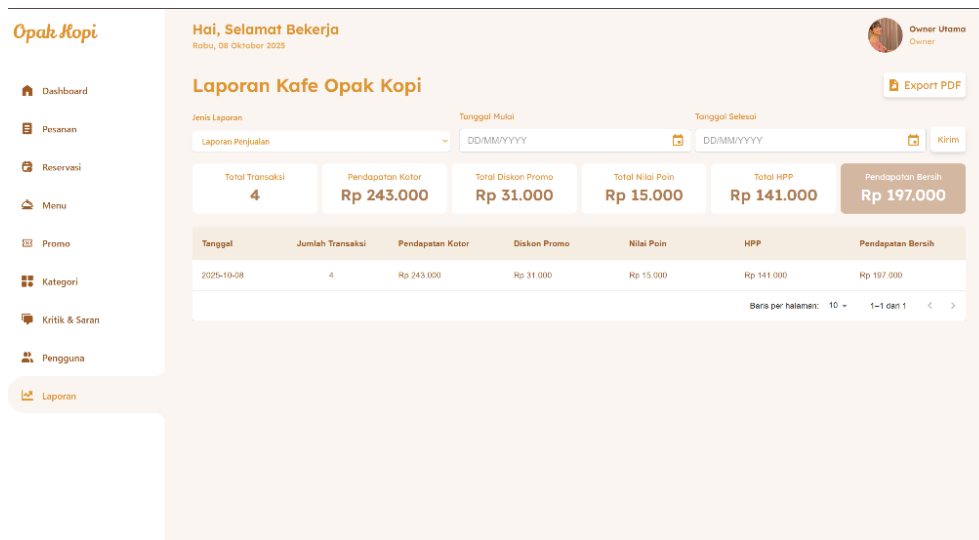 Opak Kopi
Hai, Selamat Bekerja
Rabu, 08 Oktober 2025
Owner Utama
Owner
Dashboard
Pesanan
Reservasi
Menu
Promo
Kategori
Kritik & Saran
Pengguna
Laporan
Laporan Kafe Opak Kopi
Export PDF
Jenis Laporan
Tanggal Mulai
Tanggal Selesai
Laporan Penjualan
DD/MM/YYYY
DD/MM/YYYY
Kirim
Total Transaksi
4
Pendapatan Kotor
Rp 243.000
Total Diskon Promo
Rp 31.000
Total Nilai Poin
Rp 15.000
Total HPP
Rp 141.000
Pendapatan Bersih
Rp 197.000
Tanggal Jumlah Transaksi Pendapatan Kotor Diskon Promo Nilai Poin HPP Pendapatan Bersih
2025-10-08 4 Rp 243.000 Rp 31.000 Rp 15.000 Rp 141.000 Rp 197.000
Baris per halaman: 10 1–1 dari 1